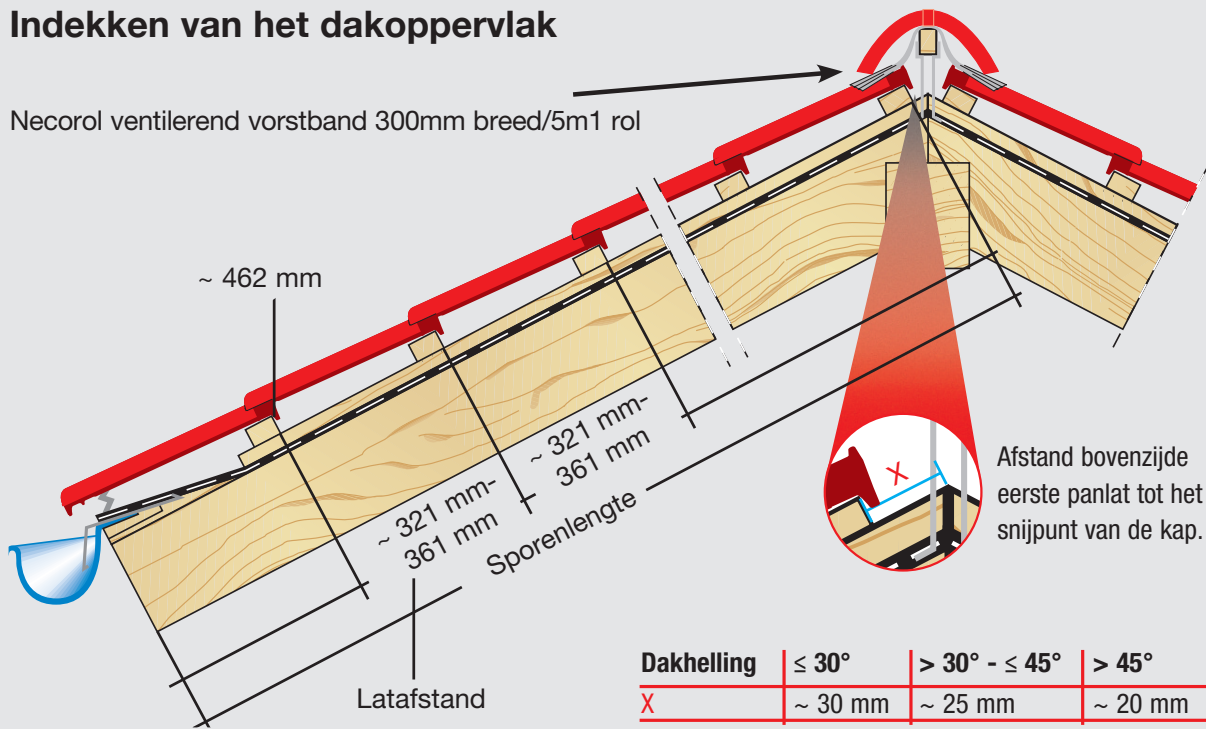 Indekken van het dakoppervlak
Necorol ventilerend vorstband 300mm breed/5m1 rol
~ 462 mm
~ 321 mm-
361 mm
~ 321 mm-
361 mm
Sporenlengte
Latafstand
X
Afstand bovenzijde
eerste panlat tot het
snijpunt van de kap.
Dakhelling ≤ 30° > 30° - ≤ 45° > 45°
X ~ 30 mm ~ 25 mm ~ 20 mm